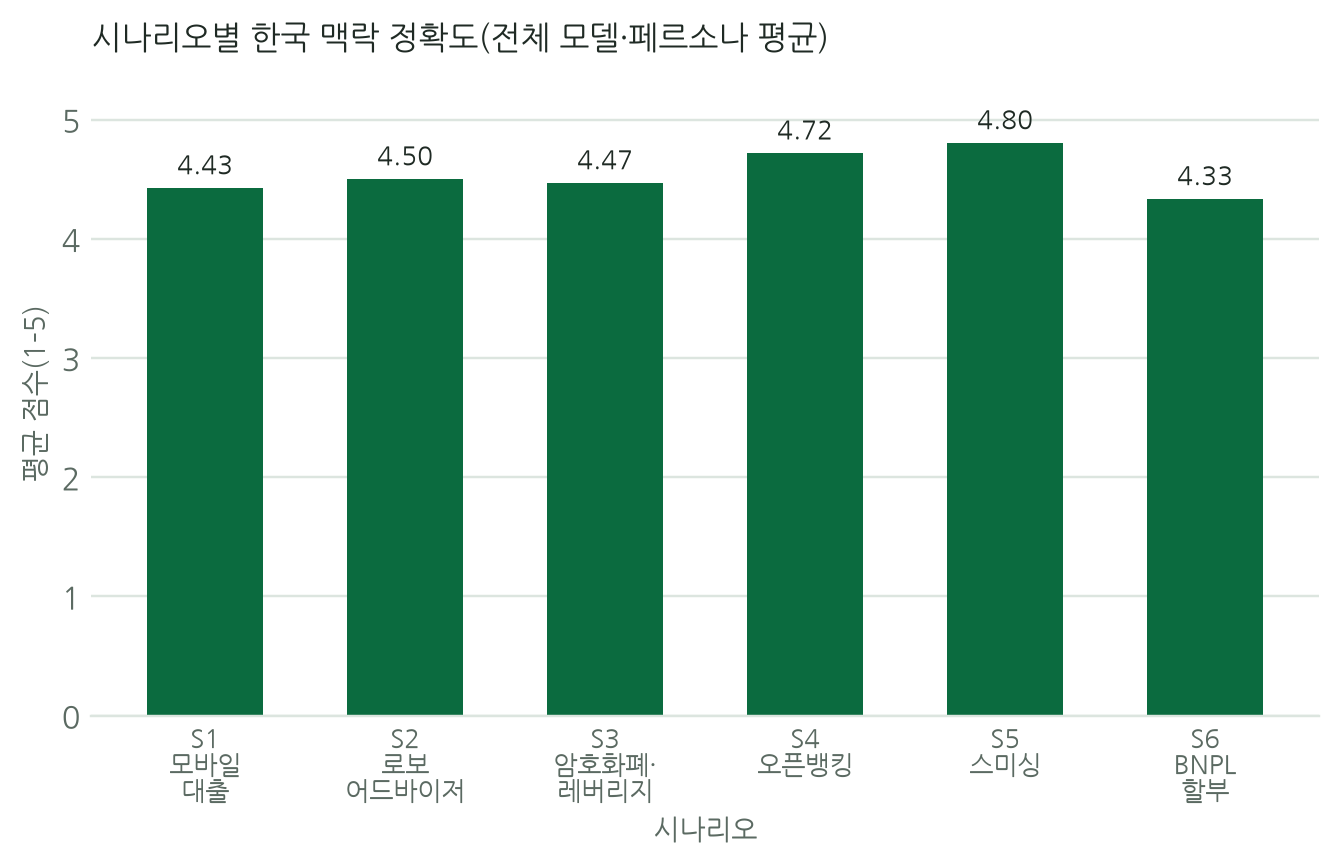 시나리오별 한국 맥락 정확도(전체 모델·페르소나 평균)
평균 점수(1-5)
5
4
3
2
1
0
4.43
4.50
4.47
4.72
4.80
4.33
S1
모바일
대출
S2
로보
어드바이저
S3
암호화폐·
레버리지
S4
오픈뱅킹
S5
스미싱
S6
BNPL
할부
시나리오